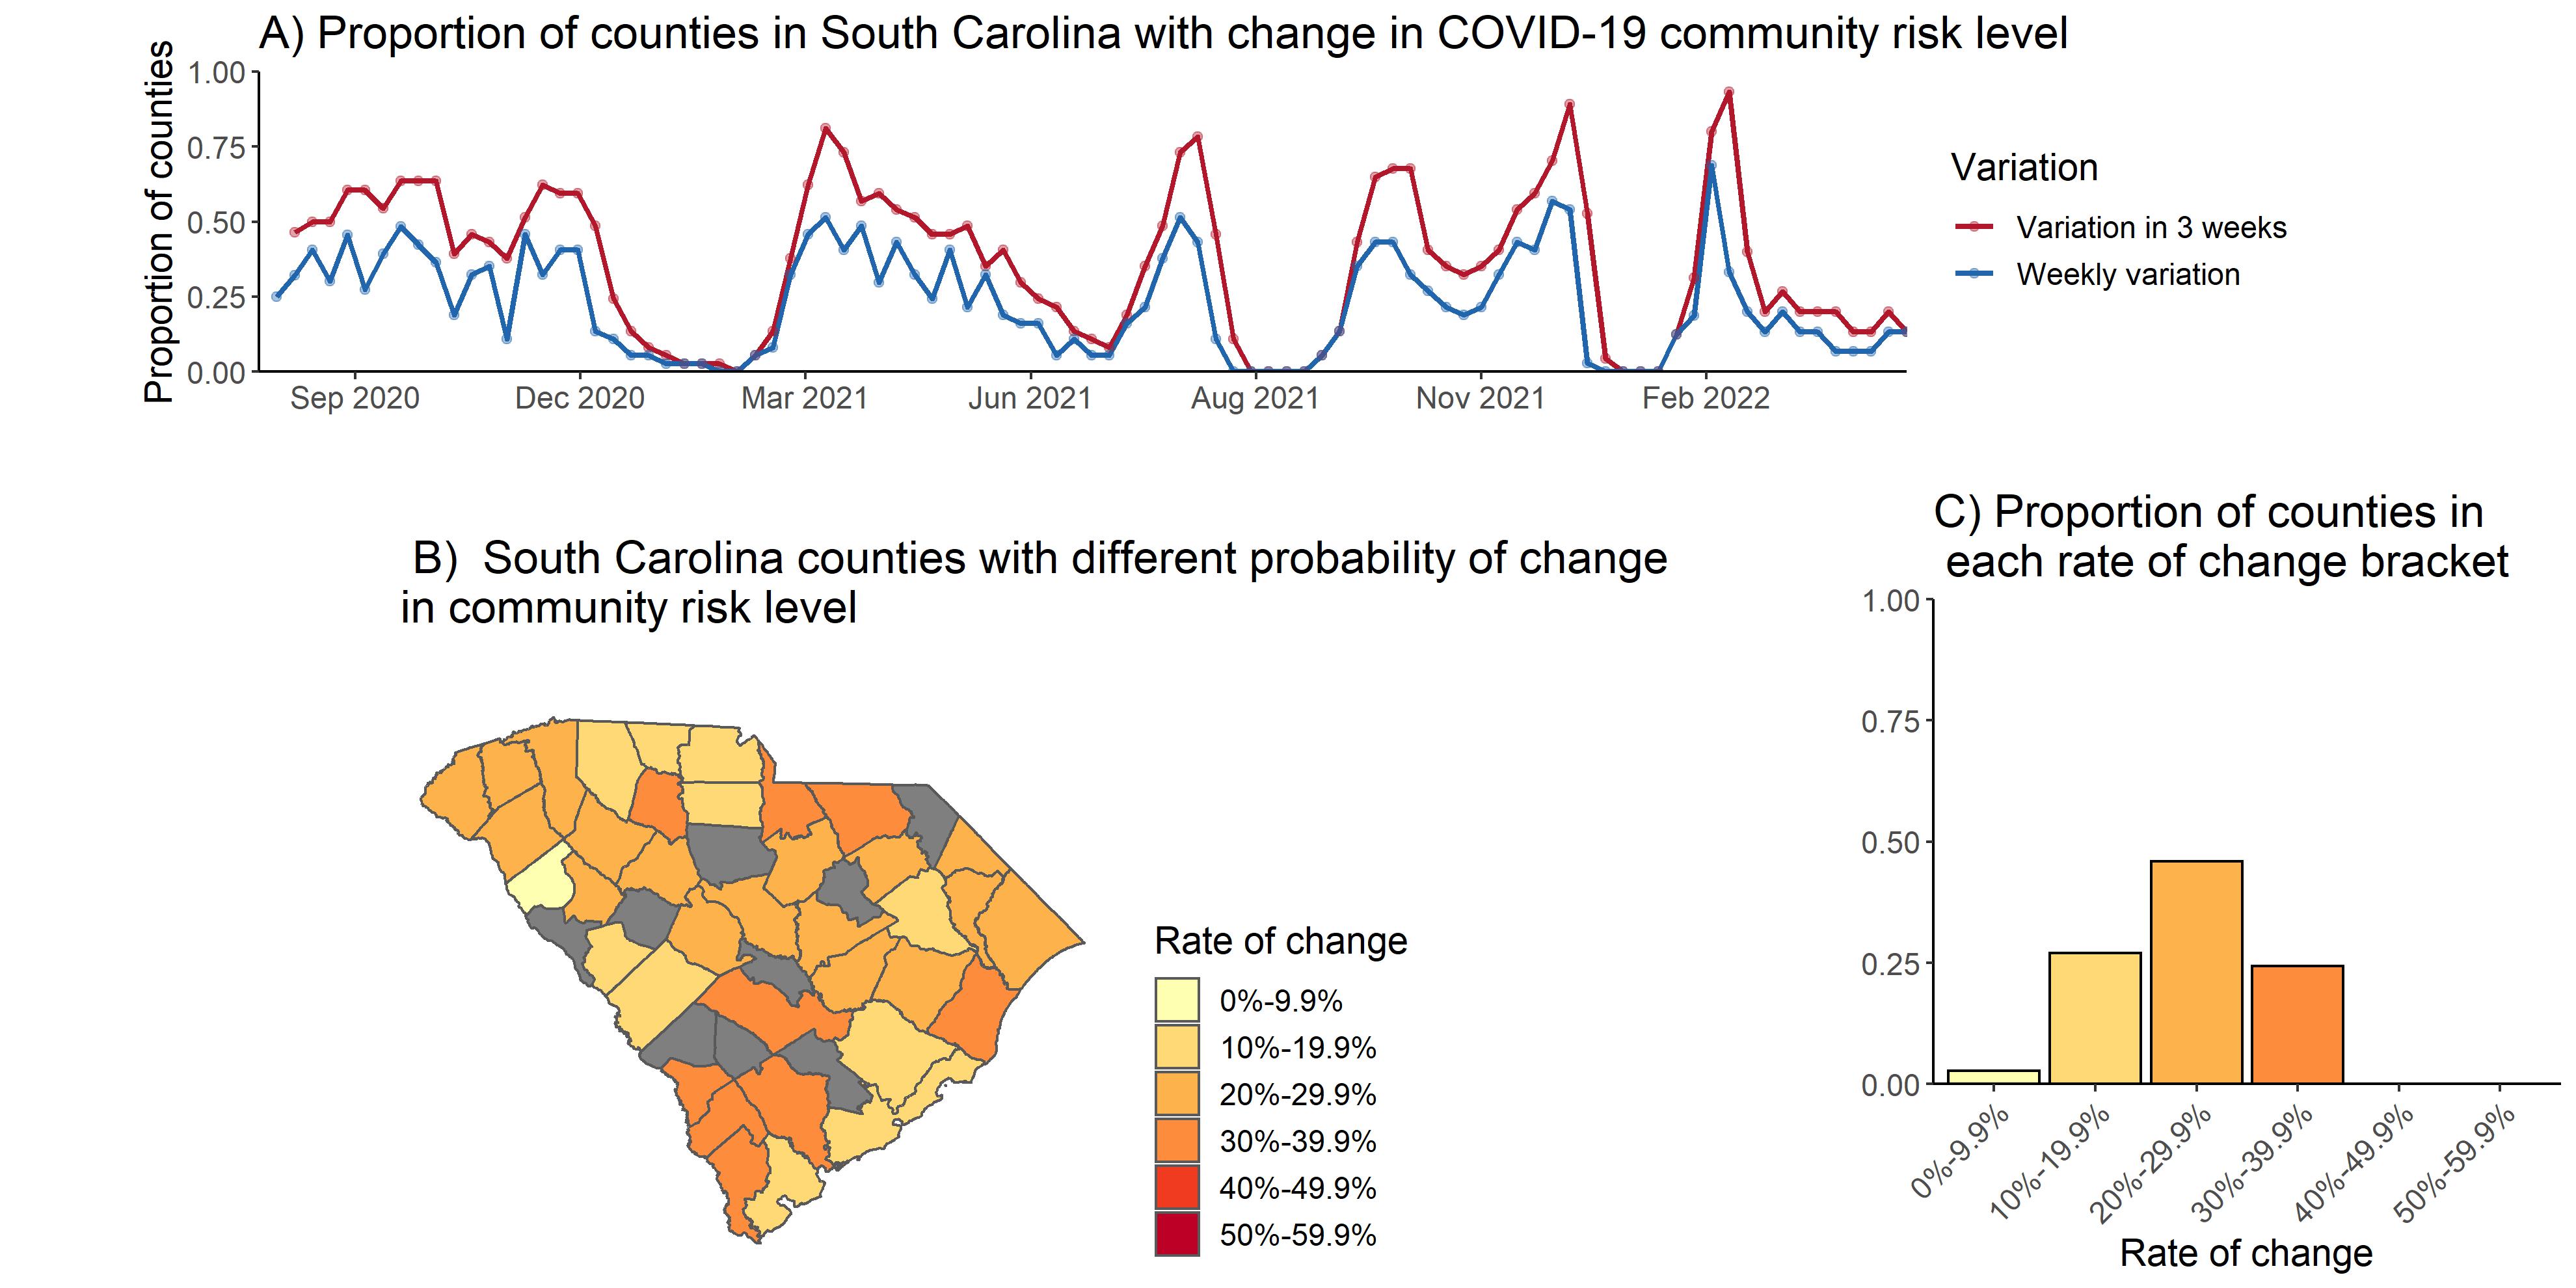 A) Proportion of counties in South Carolina with change in COVID-19 community risk level
Proportion of counties
1.00
0.75
0.50
0.25
0.00
Sep 2020
Dec 2020
Mar 2021
Jun 2021
Aug 2021
Nov 2021
Feb 2022
Variation
Variation in 3 weeks
Weekly variation
B) South Carolina counties with different probability of change
in community risk level
Rate of change
0%-9.9%
10%-19.9%
20%-29.9%
30%-39.9%
40%-49.9%
50%-59.9%
C) Proportion of counties in
each rate of change bracket
1.00
0.75
0.50
0.25
0.00
0%-9.9%
10%-19.9%
20%-29.9%
30%-39.9%
40%-49.9%
50%-59.9%
Rate of change